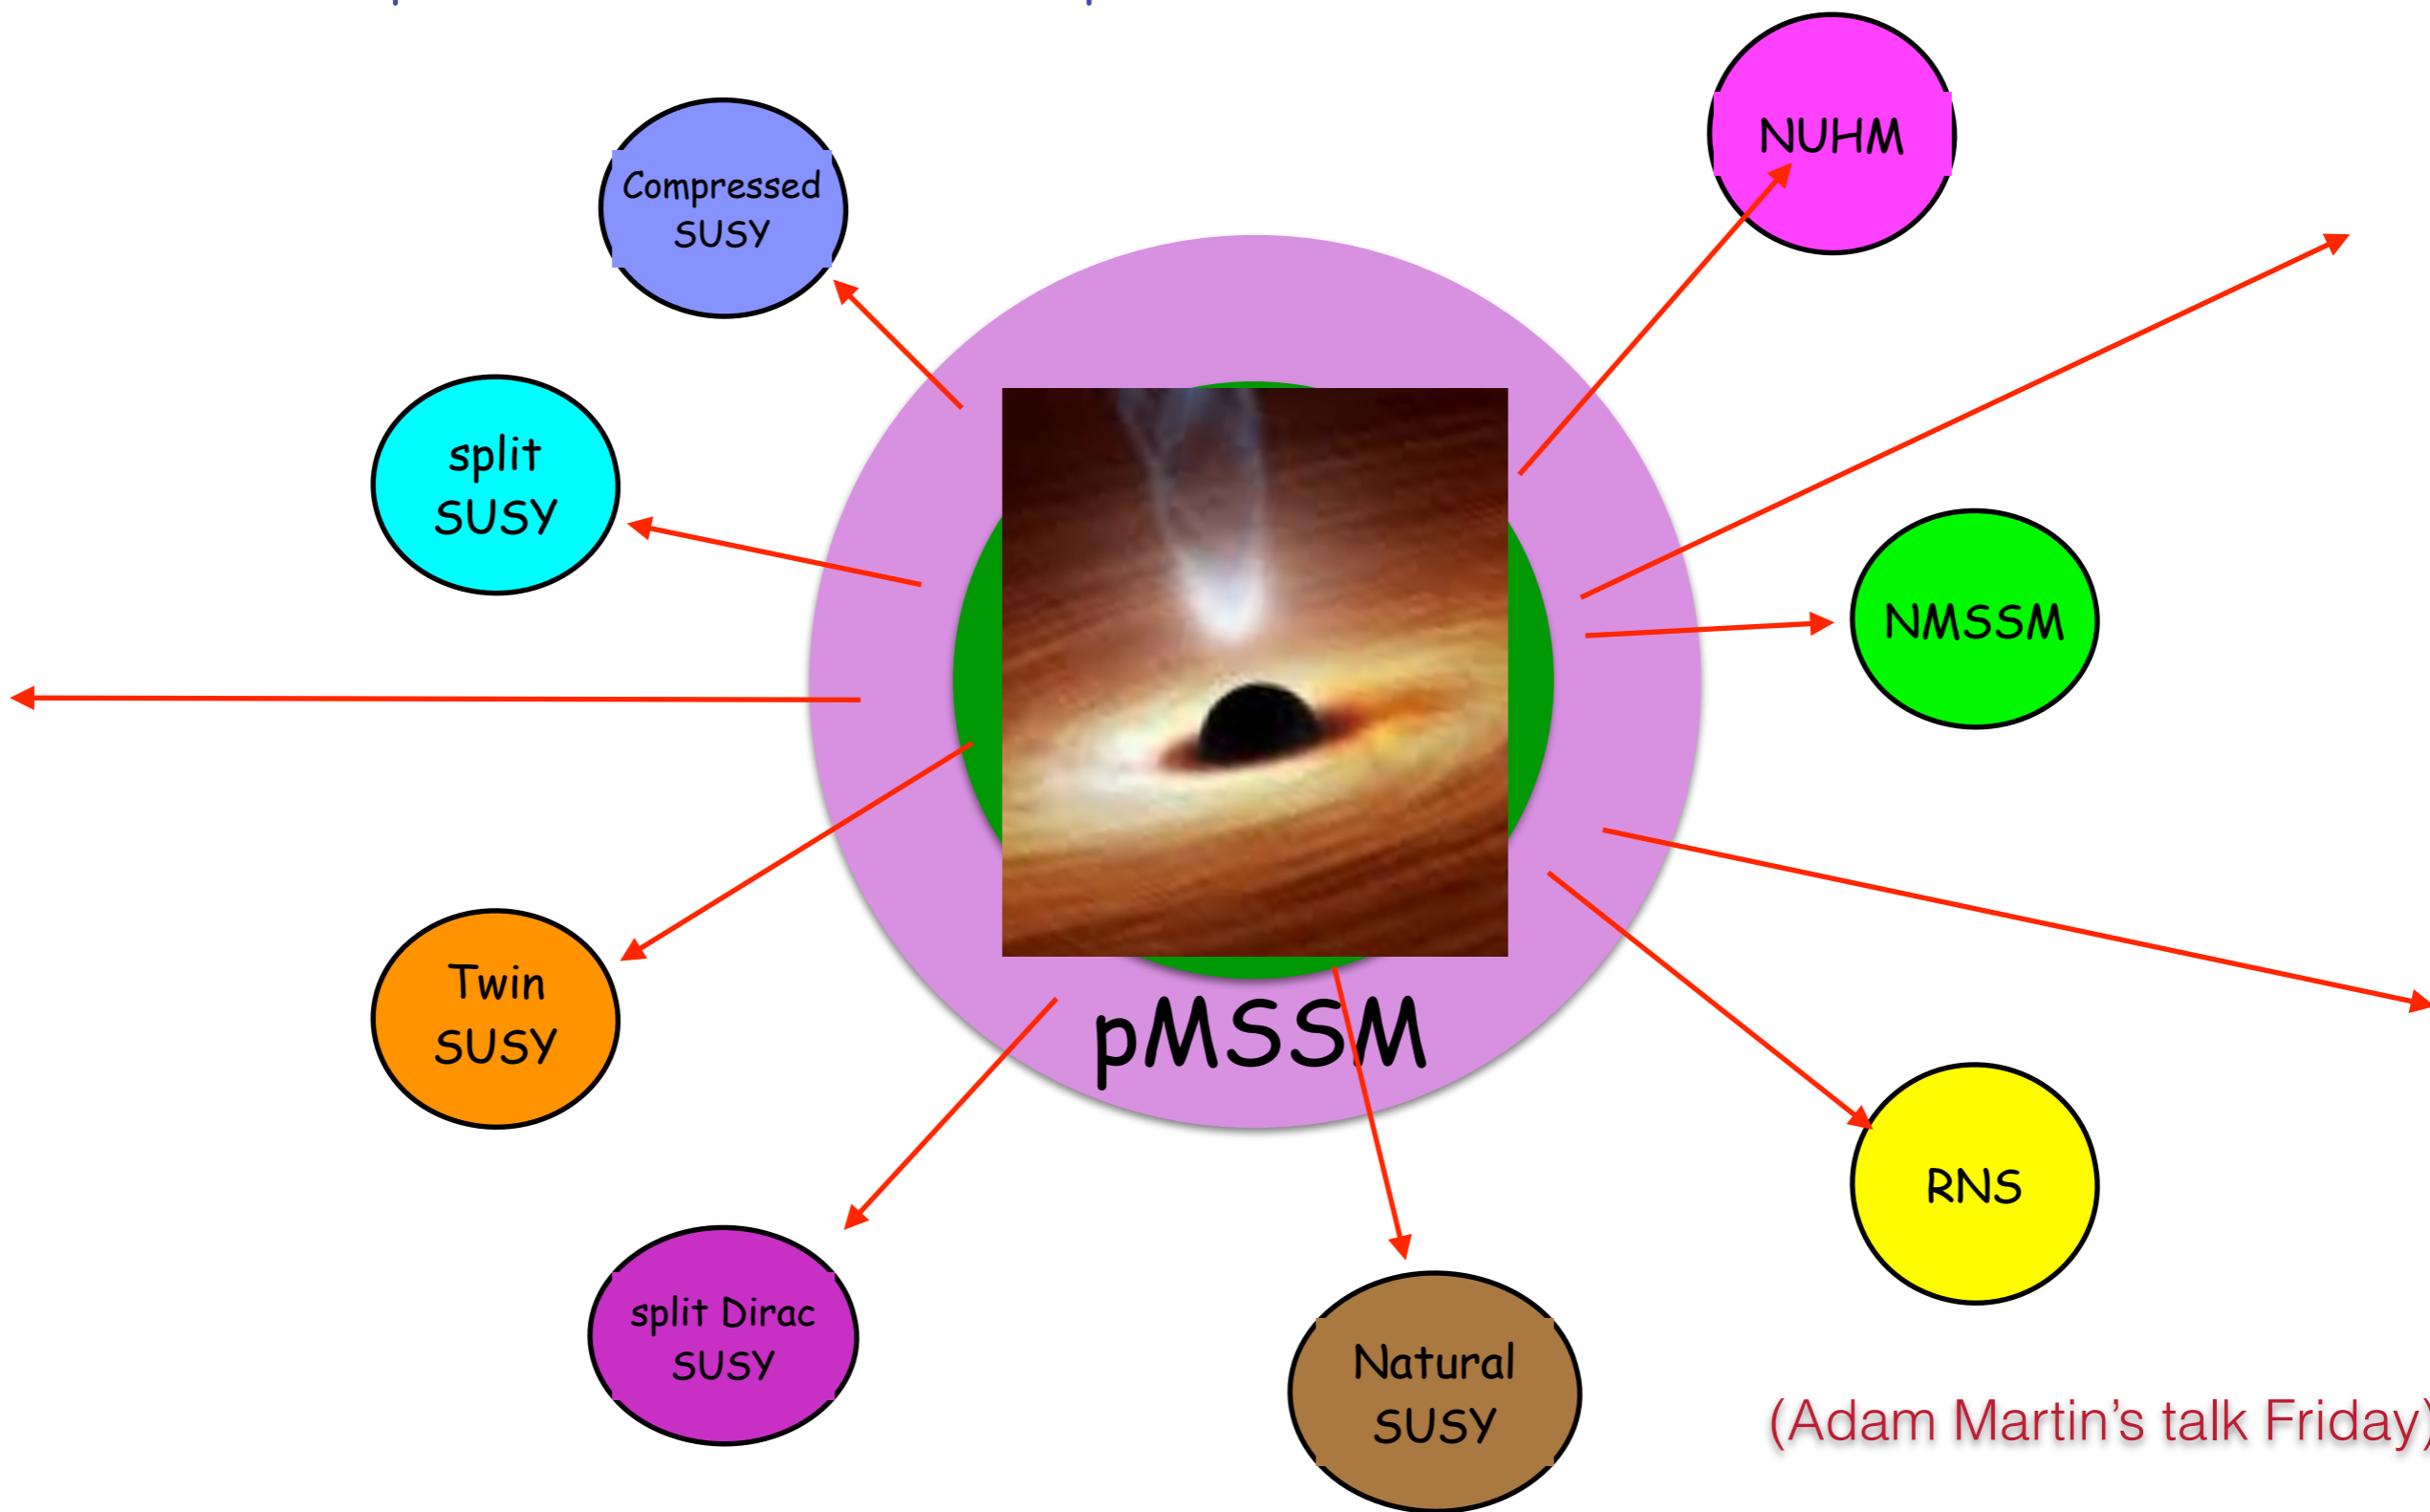 NUHM
Compressed
SUSY
split
SUSY
NMSSM
Twin
SUSY
pMSSM
RNS
split Dirac
SUSY
Natural
SUSY
(Adam Martin’s talk Friday)